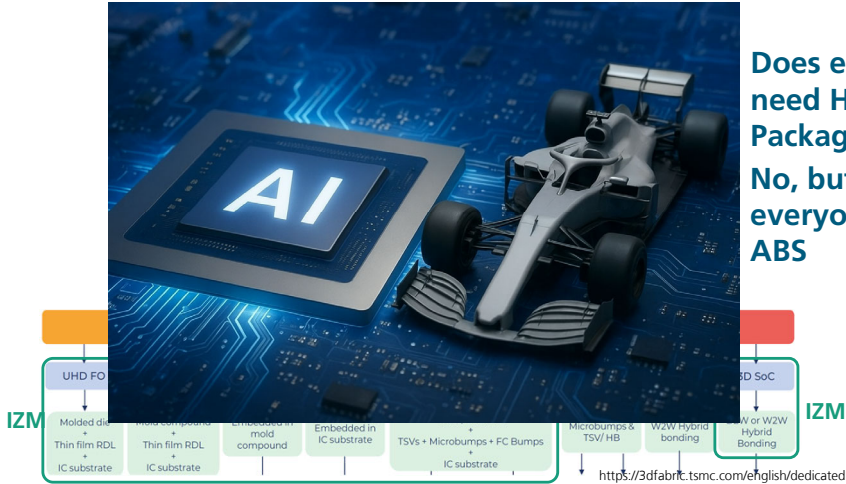 AI
Does e
need H
Packag
No, but
everyo
ABS
UHD FO
3D SoC
IZM
IZM
Molded die
+
Thin film RDL
+
IC substrate
Mold compound
+
Thin film RDL
+
IC substrate
Embedded in
mold
compound
Embedded in
IC substrate
+
TSVs + Microbumps + FC Bumps
+
IC substrate
Microbumps &
TSV/ HB
W2W Hybrid
bonding
or W2W
Hybrid
Bonding
https://3dfabric.tsmc.com/english/dedicated